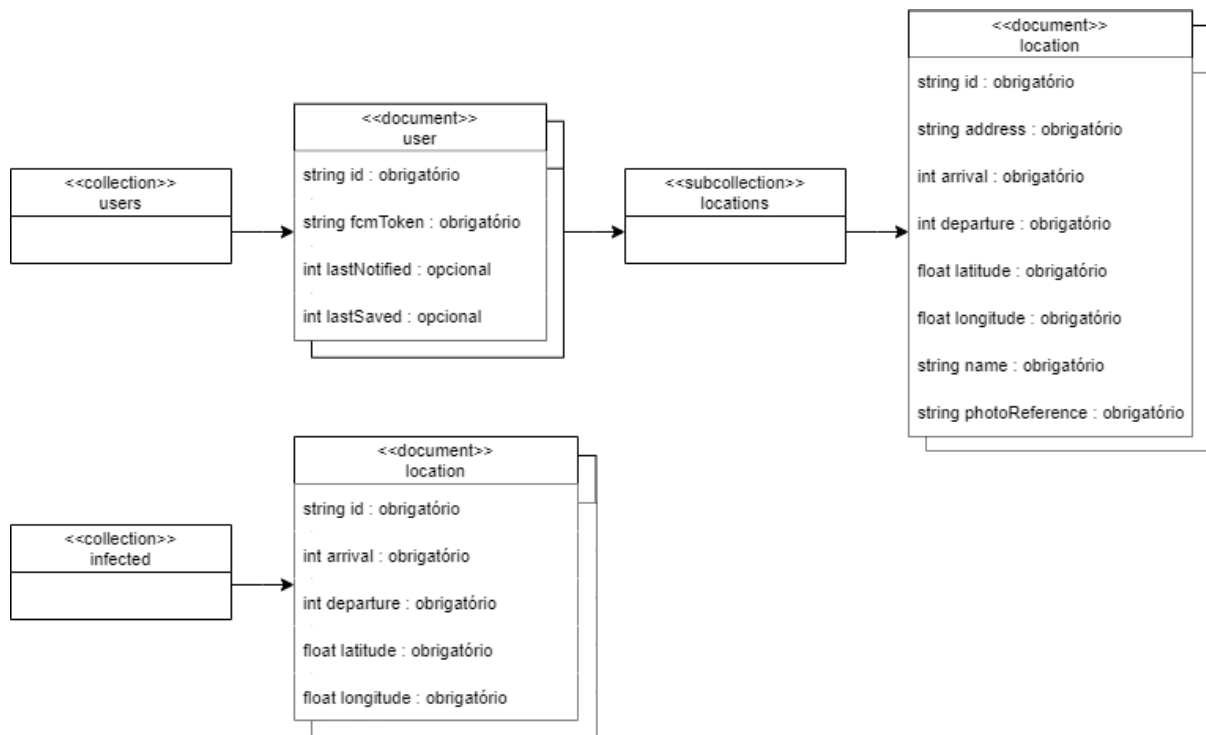 <<collection>>
users
<<document>>
user
string id : obrigatório
string fcmToken : obrigatório
int lastNotified : opcional
int lastSaved : opcional
<<subcollection>>
locations
<<document>>
location
string id : obrigatório
string address : obrigatório
int arrival : obrigatório
int departure : obrigatório
float latitude : obrigatório
float longitude : obrigatório
string name : obrigatório
string photoReference : obrigatório
<<collection>>
infected
<<document>>
location
string id : obrigatório
int arrival : obrigatório
int departure : obrigatório
float latitude : obrigatório
float longitude : obrigatório